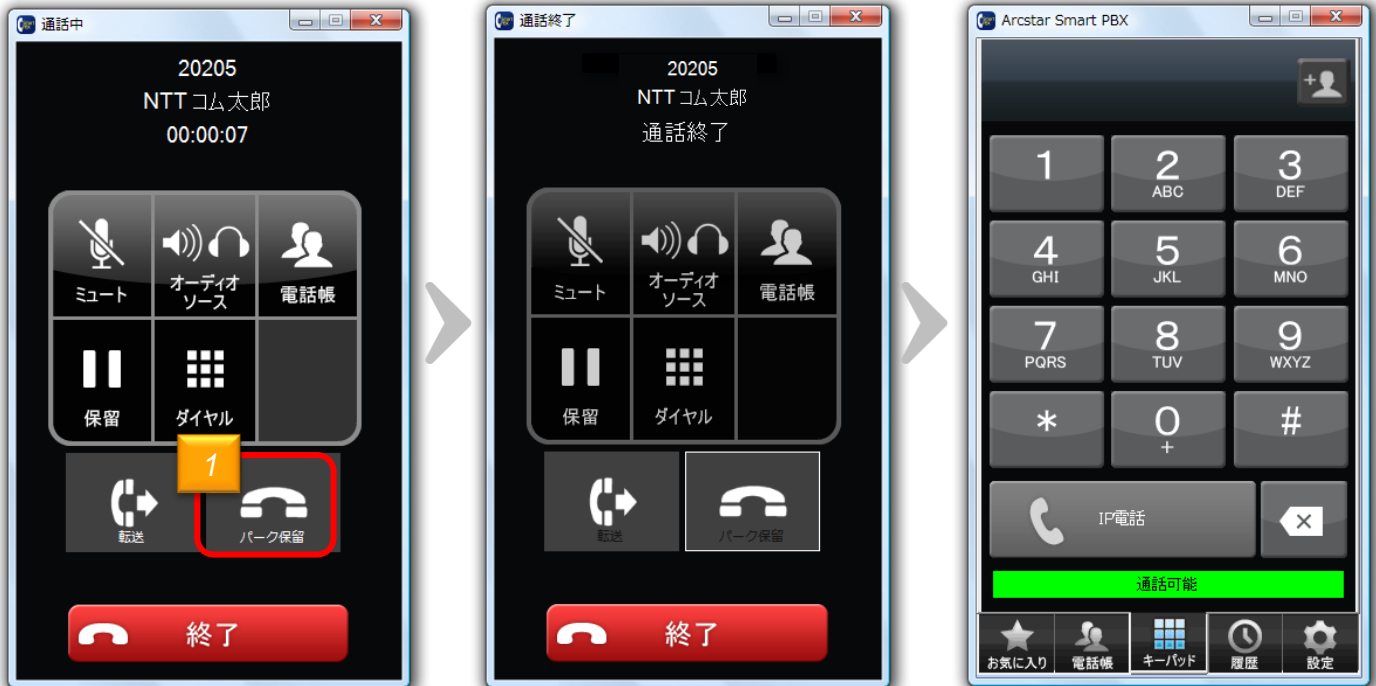 通話中
20205
NTT コム太郎
00:00:07
ミュート
オーディオ
ソース
電話帳
保留
ダイヤル
1
転送
パーク保留
終了
通話終了
20205
NTT コム太郎
通話終了
ミュート
オーディオ
ソース
電話帳
保留
ダイヤル
転送
パーク保留
終了
Arcstar Smart PBX
1
2
ABC
3
DEF
4
GHI
5
JKL
6
MNO
7
PQRS
8
TUV
9
WXYZ
*
0
+
#
IP電話
通話可能
お気に入り
電話帳
キーパッド
履歴
設定